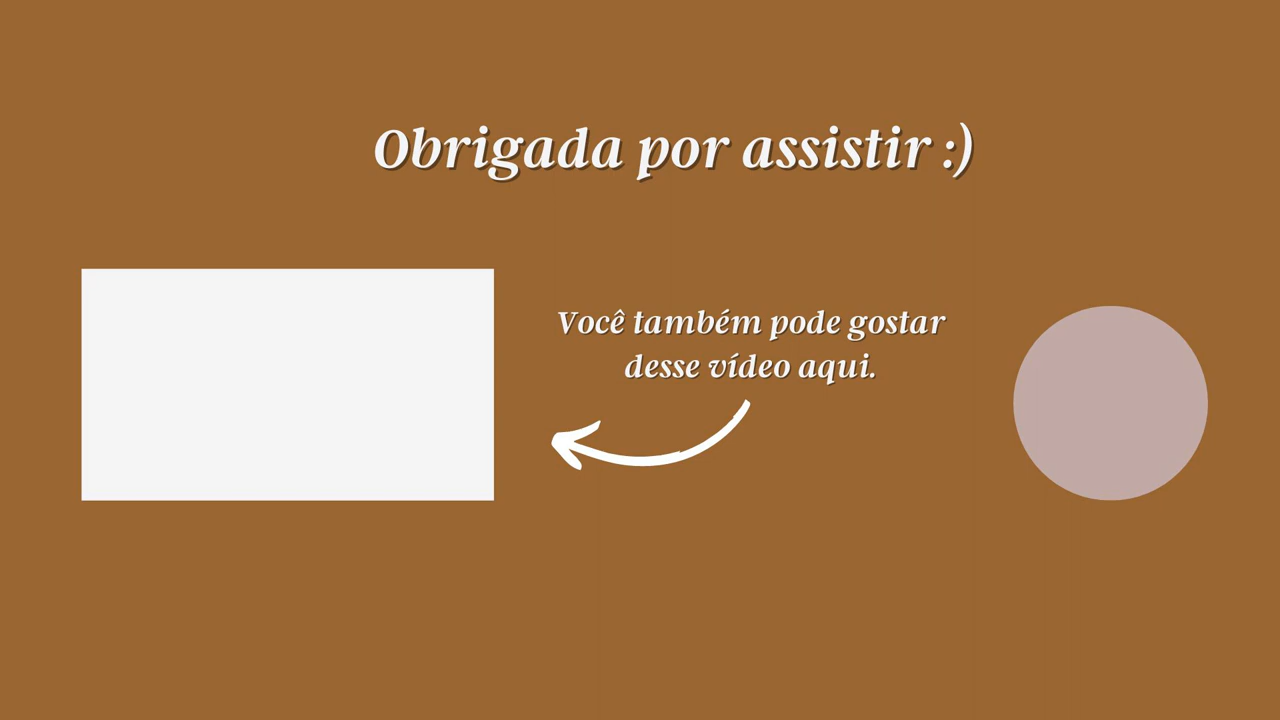 Obrigada por assistir :)
Você também pode gostar
desse vídeo aqui.